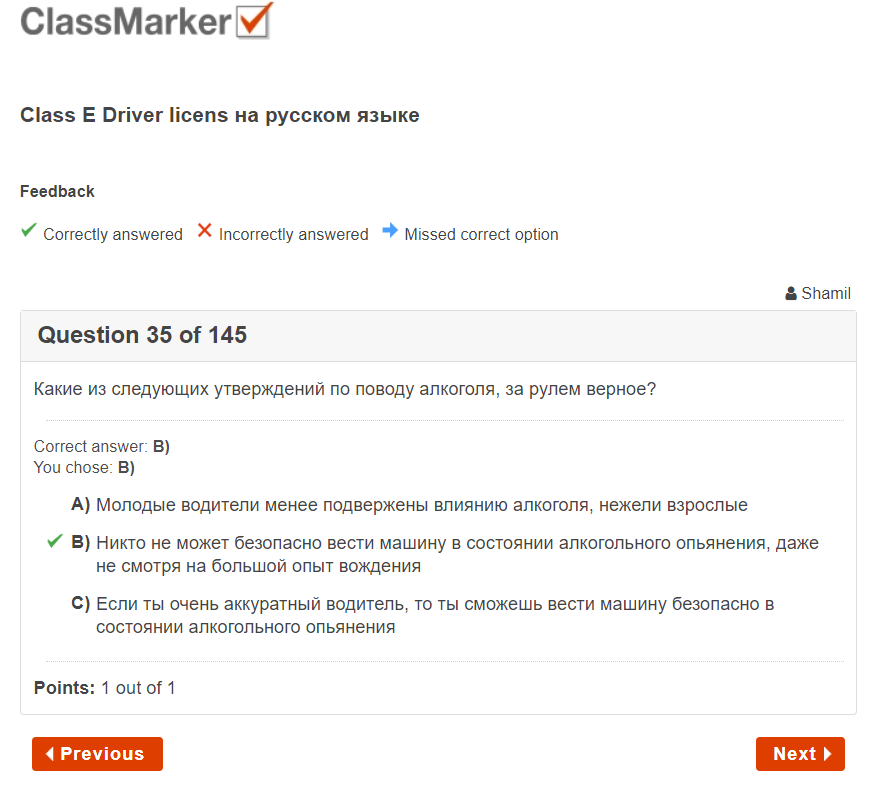 ClassMarker
Class E Driver licens на русском языке
Feedback
Correctly answered Incorrectly answered Missed correct option
Shamil
Question 35 of 145
Какие из следующих утверждений по поводу алкоголя, за рулем верное?
Correct answer: B)
You chose: B)
A) Молодые водители менее подвержены влиянию алкоголя, нежели взрослые
B) Никто не может безопасно вести машину в состоянии алкогольного опьянения, даже
не смотря на большой опыт вождения
C) Если ты очень аккуратный водитель, то ты сможешь вести машину безопасно в
состоянии алкогольного опьянения
Points: 1 out of 1
Previous Next